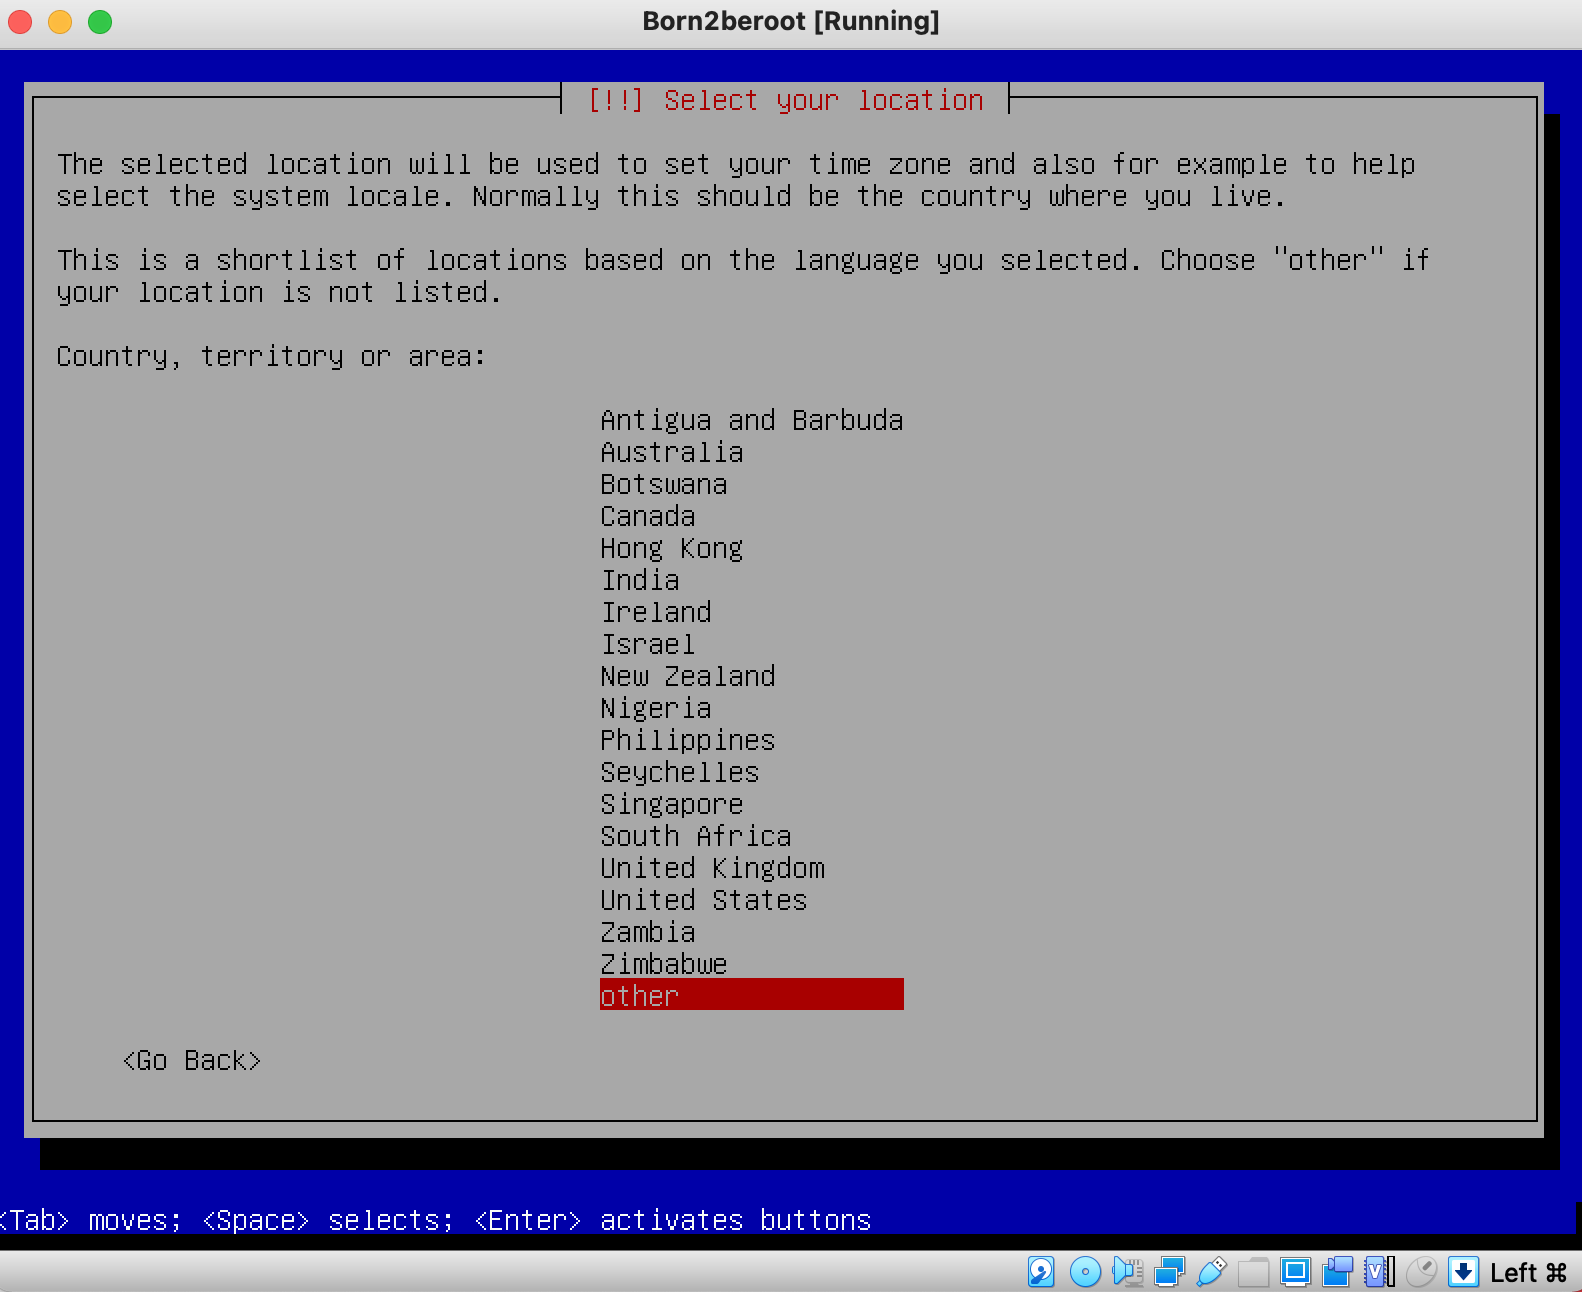 Born2beroot [Running]
[!!] Select your location
The selected location will be used to set your time zone and also for example to help
select the system locale. Normally this should be the country where you live.
This is a shortlist of locations based on the language you selected. Choose "other" if
your location is not listed.
Country, territory or area:
Antigua and Barbuda
Australia
Botswana
Canada
Hong Kong
India
Ireland
Israel
New Zealand
Nigeria
Philippines
Seychelles
Singapore
South Africa
United Kingdom
United States
Zambia
Zimbabwe
other
<Go Back>
<Tab> moves; <Space> selects; <Enter> activates buttons
Left ⌘